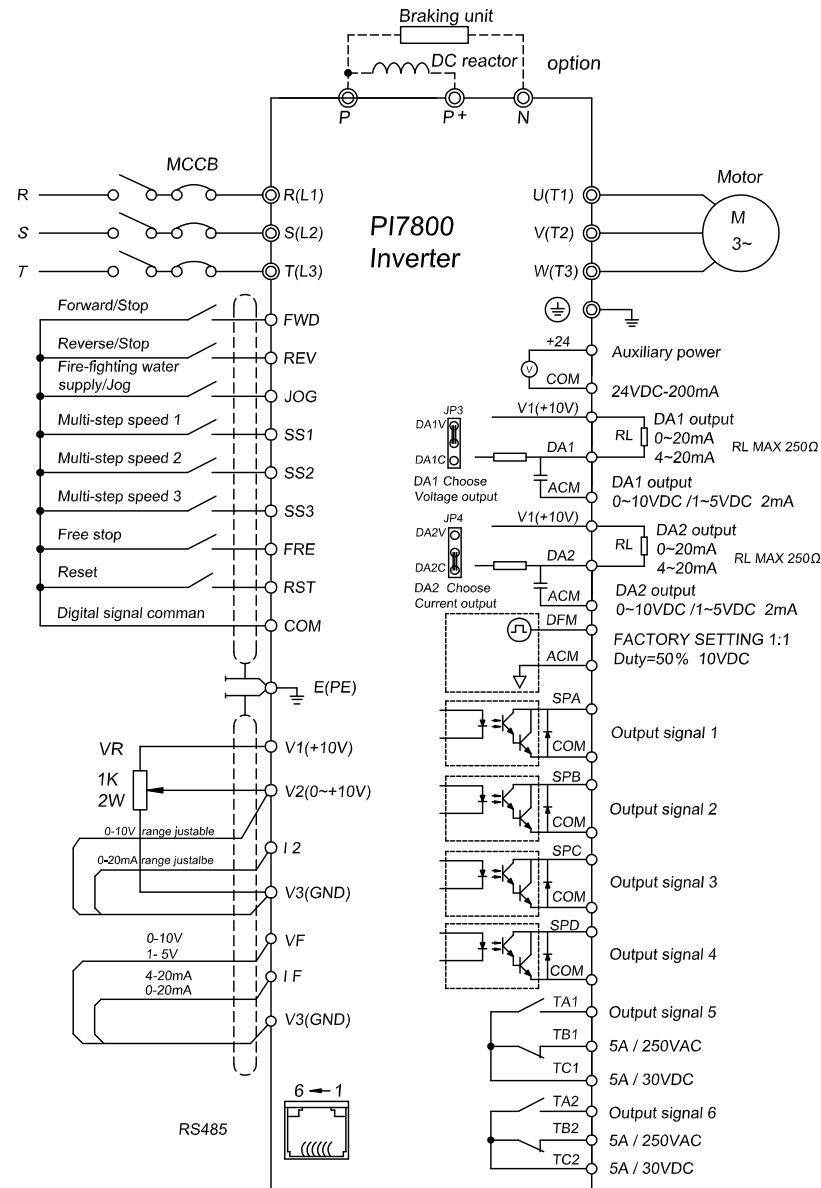 Braking unit
DC reactor
option
P
P+
N
MCCB
R
R(L1)
S
S(L2)
T
T(L3)
PI7800
Inverter
U(T1)
V(T2)
W(T3)
Motor
M
3~
Forward/Stop
FWD
Reverse/Stop
REV
Fire-fighting water
supply/Jog
JOG
Multi-step speed 1
SS1
Multi-step speed 2
SS2
Multi-step speed 3
SS3
Free stop
FRE
Reset
RST
Digital signal comman
COM
E(PE)
VR
1K
2W
V1(+10V)
V2(0~+10V)
0-10V range justable
I 2
0-20mA range justalbe
V3(GND)
0-10V
1- 5V
VF
4-20mA
0-20mA
I F
V3(GND)
RS485
6 ← 1
+24
V
COM
Auxiliary power
24VDC-200mA
JP3
DA1V
DA1C
DA1 Choose
Voltage output
V1(+10V)
DA1
ACM
RL
DA1 output
0~20mA
4~20mA
RL MAX 250Ω
DA1 output
0~10VDC /1~5VDC 2mA
JP4
DA2V
DA2C
DA2 Choose
Current output
V1(+10V)
DA2
ACM
RL
DA2 output
0~20mA
4~20mA
RL MAX 250Ω
DA2 output
0~10VDC /1~5VDC 2mA
DFM
ACM
FACTORY SETTING 1:1
Duty=50% 10VDC
SPA
COM
Output signal 1
SPB
COM
Output signal 2
SPC
COM
Output signal 3
SPD
COM
Output signal 4
TA1
Output signal 5
TB1
5A / 250VAC
TC1
5A / 30VDC
TA2
Output signal 6
TB2
5A / 250VAC
TC2
5A / 30VDC